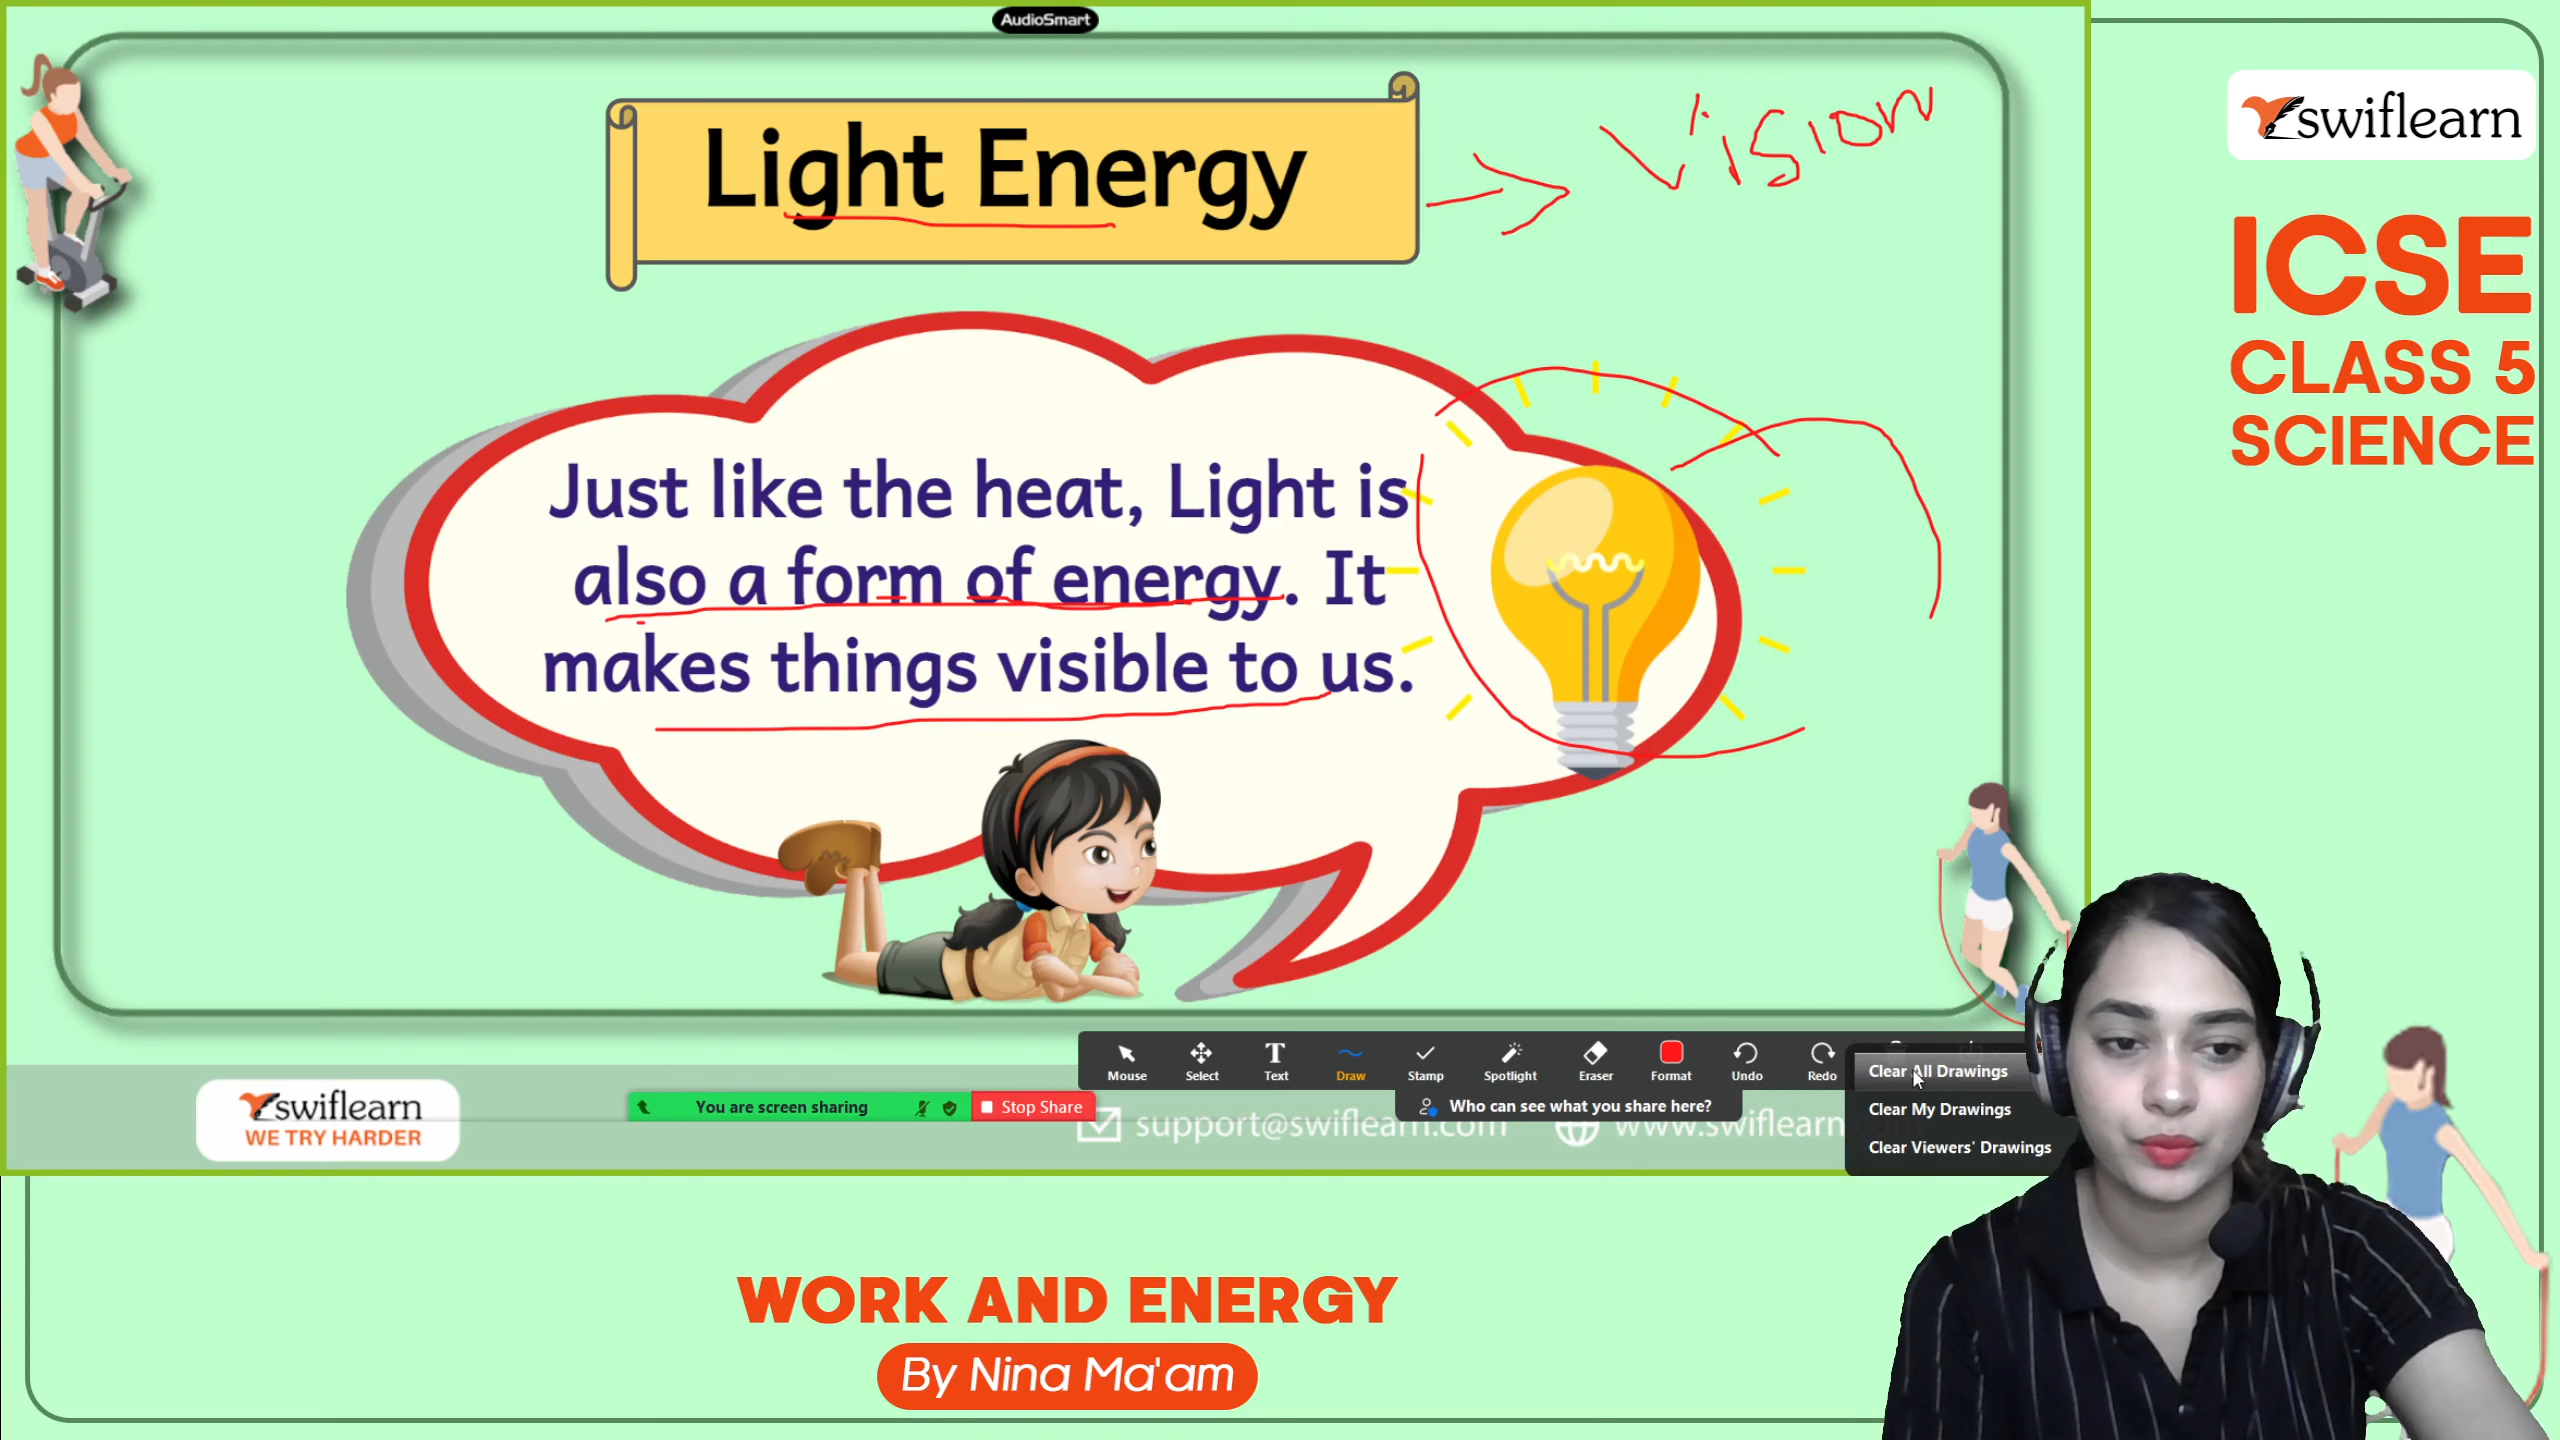 AudioSmart
Light Energy
Vision
swiflearn
ICSE
CLASS 5
SCIENCE
Just like the heat, Light is
also a form of energy. It
makes things visible to us.
Mouse
Select
Text
Draw
Stamp
Spotlight
Eraser
Format
Undo
Redo
Clear All Drawings
Clear My Drawings
Clear Viewers' Drawings
swiflearn
WE TRY HARDER
You are screen sharing
Stop Share
Who can see what you share here?
support@swiflearn.com
www.swiflearn
WORK AND ENERGY
By Nina Ma'am